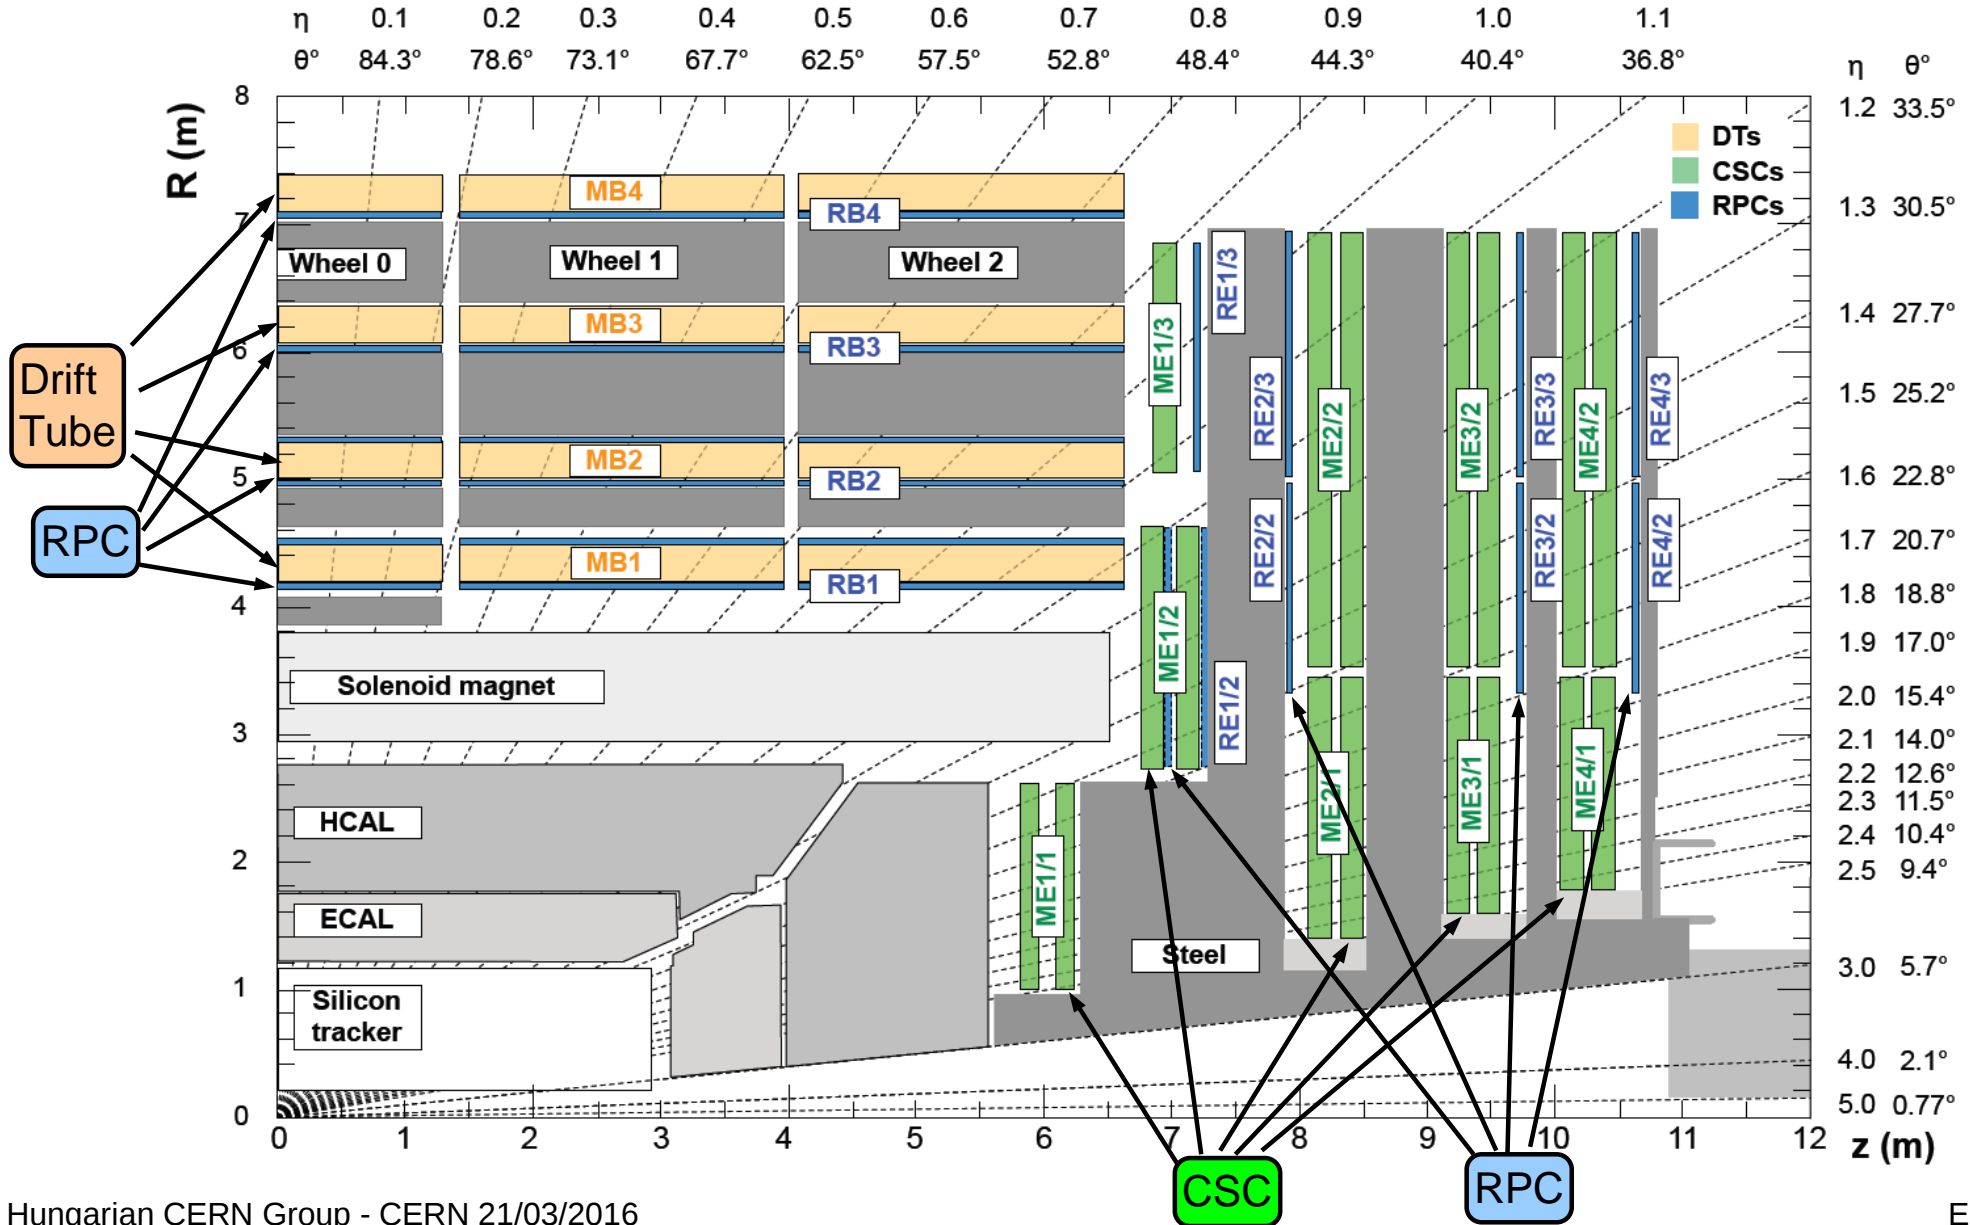 η 0.1 0.2 0.3 0.4 0.5 0.6 0.7 0.8 0.9 1.0 1.1
θ° 84.3° 78.6° 73.1° 67.7° 62.5° 57.5° 52.8° 48.4° 44.3° 40.4° 36.8° η θ°
8
R (m)
1.2 33.5°
DTs
CSCs
RPCs
MB4
RB4
7
1.3 30.5°
Wheel 0
Wheel 1
Wheel 2
RE1/3
1.4 27.7°
MB3
RB3
6
ME1/3
Drift
Tube
RE2/3
ME2/2
ME3/2
RE3/3
ME4/2
RE4/3
1.5 25.2°
MB2
RB2
5
1.6 22.8°
RPC
MB1
RB1
RE2/2
RE3/2
RE4/2
1.7 20.7°
4
1.8 18.8°
ME1/2
1.9 17.0°
Solenoid magnet
RE1/2
2.0 15.4°
3
2.1 14.0°
2.2 12.6°
2.3 11.5°
HCAL
ME2/1
ME3/1
ME4/1
2.4 10.4°
2
2.5 9.4°
ME1/1
ECAL
Steel
3.0 5.7°
1
Silicon
tracker
4.0 2.1°
0
5.0 0.77°
0 1 2 3 4 5 6 7 8 9 10 11 12 z (m)
CSC
RPC
Hungarian CERN Group - CERN 21/03/2016
E